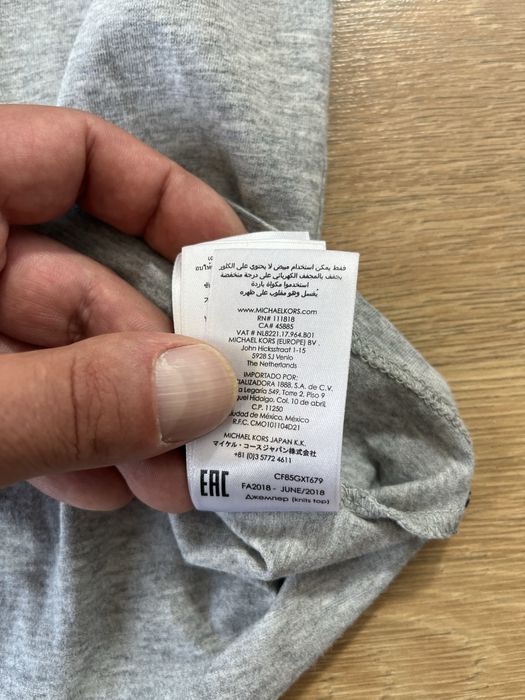 فقط يمكن استخدام مبيض لا يحتوي على الكلور
يجفف بالمجفف الكهربائي على درجة منخفضة
استخدموا مكواة باردة
يُغسل وهو مقلوب على ظهره
www.MICHAELKORS.com
RN# 111818
CA# 45885
VAT # NL8221.17.964.B01
MICHAEL KORS (EUROPE) BV.
John Hickstraat 1-15
5928 SJ Venlo
The Netherlands
IMPORTADO POR:
1888, S.A. de C.V.
Legaria 549, Torre 2, Piso 9
Hidalgo, Col. 10 de abril,
C.P. 11250
de México, México
R.F.C. CMO101104D21
MICHAEL KORS JAPAN K.K.
マイケル・コースジャパン株式会社
+81 (0)3 5772 4611
EAC
CF85GXT679
FA2018 - JUNE/2018
Джемпер (knits top)